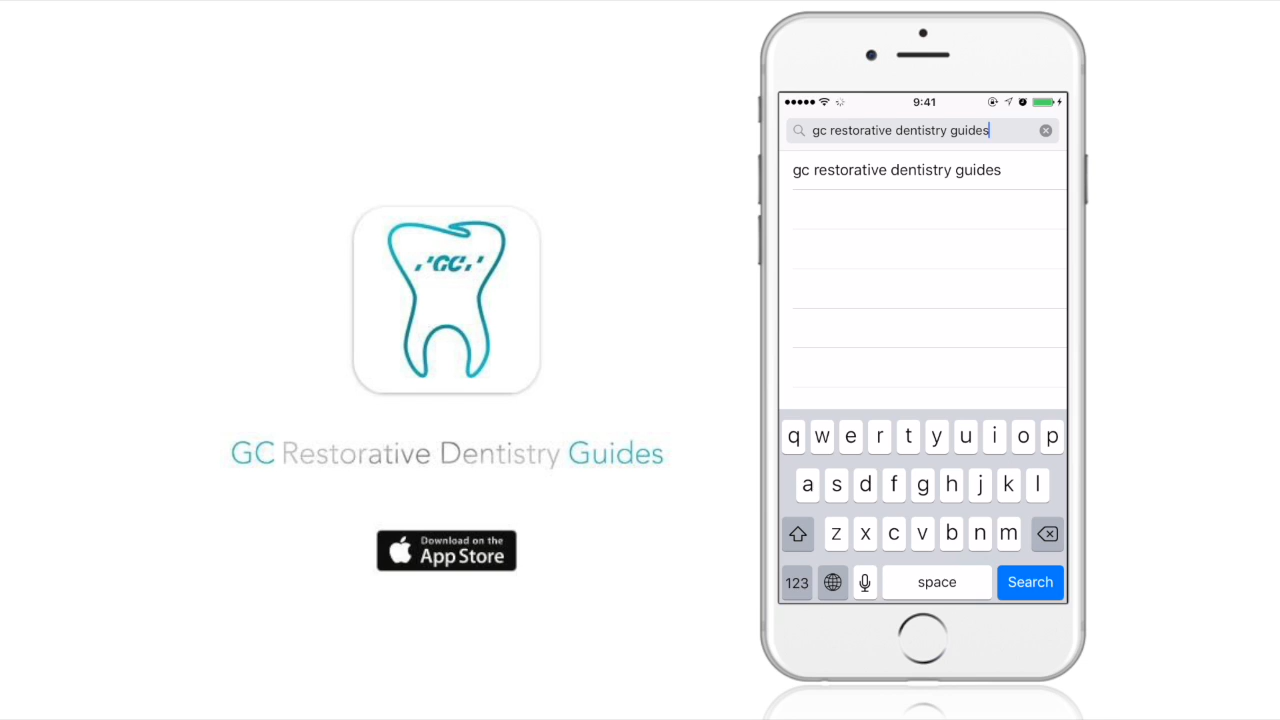 GC
GC Restorative Dentistry Guides
Download on the
App Store
9:41
gc restorative dentistry guides
gc restorative dentistry guides
q w e r t y u i o p
a s d f g h j k l
z x c v b n m
123 space Search